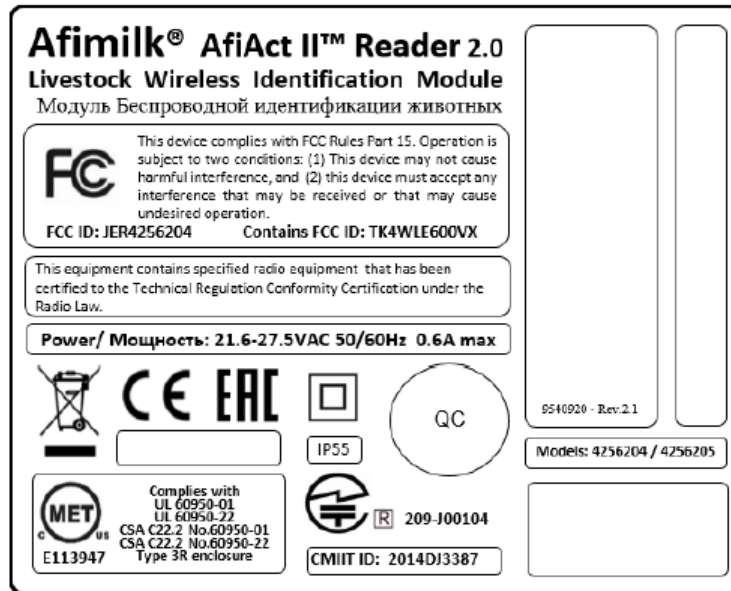 Afimilk® AfiAct II™ Reader 2.0
Livestock Wireless Identification Module
Модуль Беспроводной идентификации животных
FC
This device complies with FCC Rules Part 15. Operation is
subject to two conditions: (1) This device may not cause
harmful interference, and (2) this device must accept any
interference that may be received or that may cause
undesired operation.
FCC ID: JER4256204 Contains FCC ID: TK4WLE600VX
This equipment contains specified radio equipment that has been
certified to the Technical Regulation Conformity Certification under the
Radio Law.
Power/ Мощность: 21.6-27.5VAC 50/60Hz 0.6A max
CE EAC
IP55
QC
9540920 - Rev.2.1
Models: 4256204 / 4256205
MET
C US
E113947
Complies with
UL 60950-01
UL 60950-22
CSA C22.2 No.60950-01
CSA C22.2 No.60950-22
Type 3R enclosure
R 209-J00104
CMIIT ID: 2014DJ3387